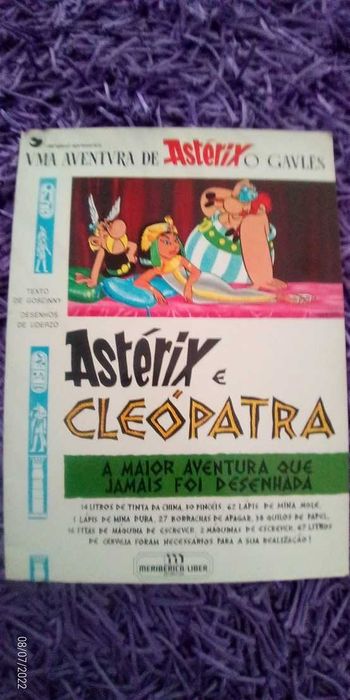 UMA AVENTURA DE Astérix O GAULÊS
TEXTO
DE GOSCINNY
DESENHOS
DE UDERZO
Astérix E
CLEÓPATRA
A MAIOR AVENTURA QUE
JAMAIS FOI DESENHADA
14 LITROS DE TINTA DA CHINA, 30 PINCÉIS, 62 LÁPIS DE MINA MOLE,
1 LÁPIS DE MINA DURA, 27 BORRACHAS DE APAGAR, 38 QUILOS DE PAPEL,
16 FITAS DE MÁQUINA DE ESCREVER, 2 MÁQUINAS DE ESCREVER, 67 LITROS
DE CERVEJA FORAM NECESSÁRIOS PARA A SUA REALIZAÇÃO!
MERIBÉRICA-LIBER
08/07/2022